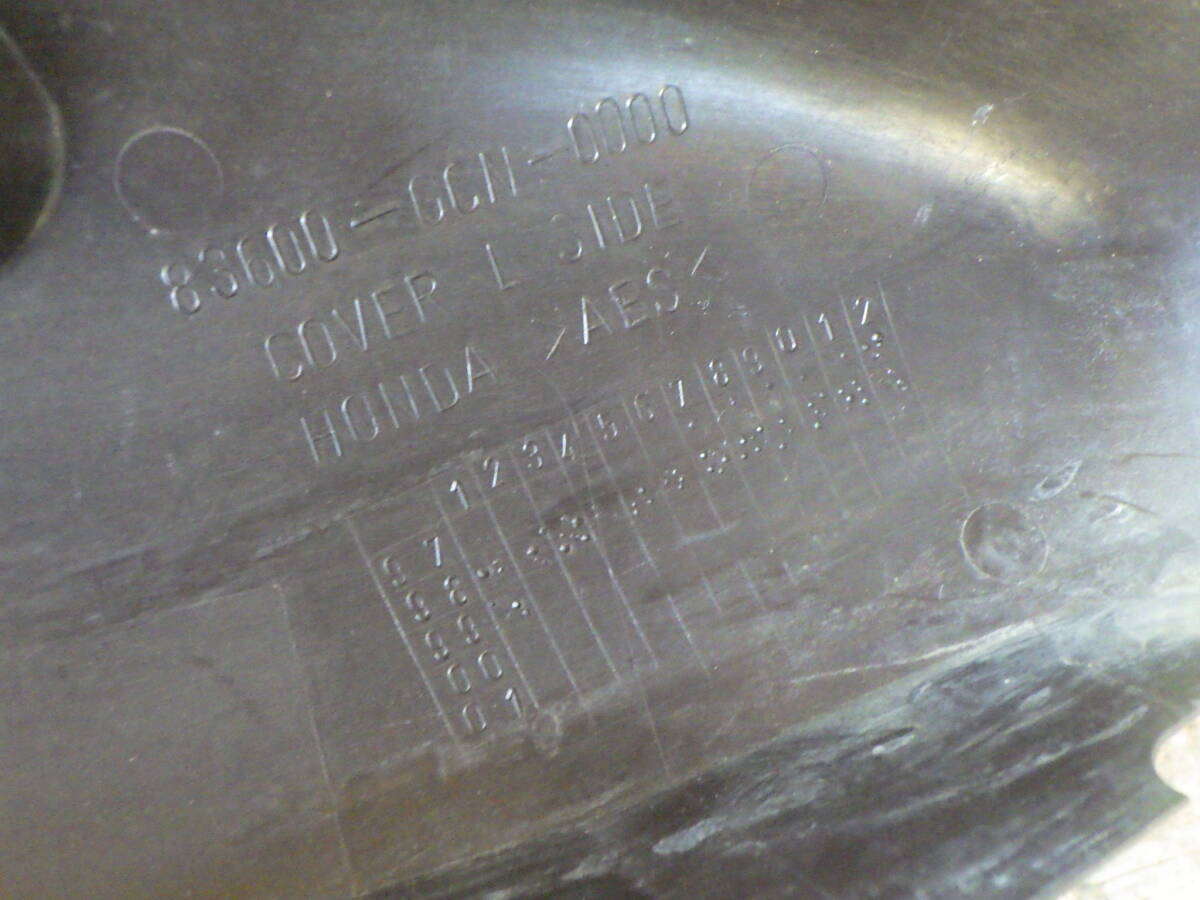 83600-GCN-0000
COVER L SIDE
HONDA >AES<
1 2 3 4 5 6 7 8 9 0 1 2
9 7
9 8
9 9
0 0
0 1